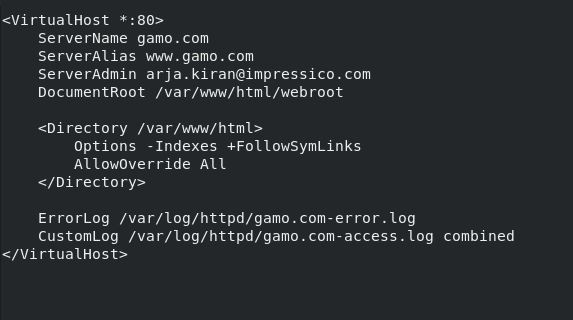 <VirtualHost *:80>
    ServerName gamo.com
    ServerAlias www.gamo.com
    ServerAdmin arja.kiran@impressico.com
    DocumentRoot /var/www/html/webroot

    <Directory /var/www/html>
        Options -Indexes +FollowSymLinks
        AllowOverride All
    </Directory>

    ErrorLog /var/log/httpd/gamo.com-error.log
    CustomLog /var/log/httpd/gamo.com-access.log combined
</VirtualHost>